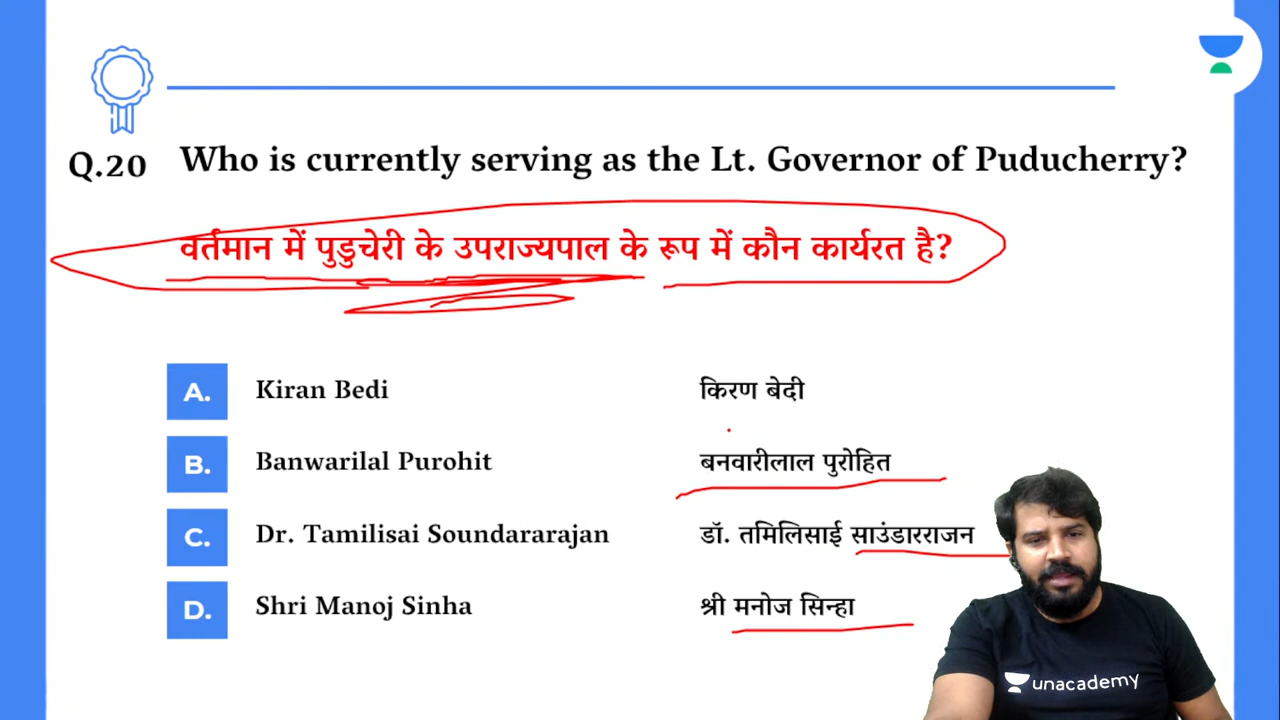 Q.20 Who is currently serving as the Lt. Governor of Puducherry?
वर्तमान में पुडुचेरी के उपराज्यपाल के रूप में कौन कार्यरत है?
A. Kiran Bedi किरण बेदी
B. Banwarilal Purohit बनवारीलाल पुरोहित
C. Dr. Tamilisai Soundararajan डॉ. तमिलिसाई साउंडारराजन
D. Shri Manoj Sinha श्री मनोज सिन्हा
unacademy